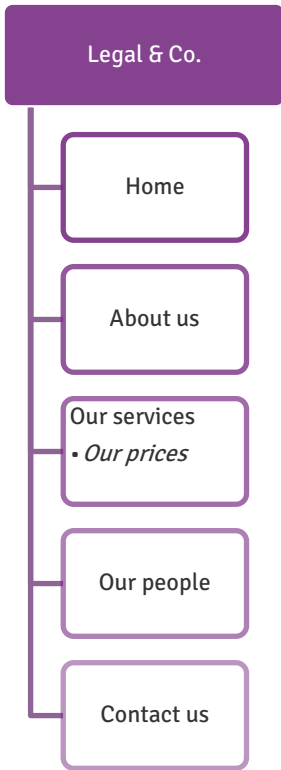 Legal & Co.
Home
About us
Our services
▪ Our prices
Our people
Contact us